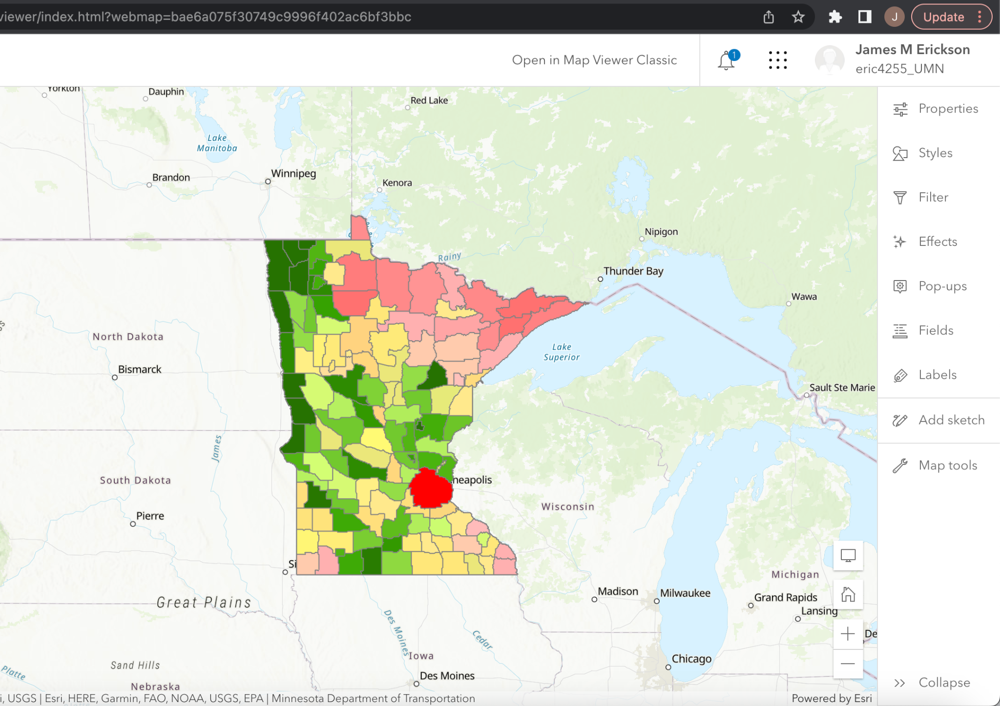 viewer/index.html?webmap=bae6a075f30749c9996f402ac6bf3bbc
J
Update
Open in Map Viewer Classic
1
James M Erickson
eric4255_UMN
Yorkton
Dauphin
Red Lake
Properties
Lake
Manitoba
Styles
Winnipeg
Brandon
Kenora
Filter
Nipigon
Effects
Rainy
Thunder Bay
Pop-ups
Wawa
North Dakota
Fields
Lake
Superior
Bismarck
Labels
Sault Ste Marie
Add sketch
James
South Dakota
neapolis
Map tools
Wisconsin
Pierre
Si
Michigan
Madison
Milwaukee
Grand Rapids
Great Plains
Lansing
Des Moines
Cedar
De
Iowa
Chicago
Sand Hills
Platte
Des Moines
Nebraska
Collapse
i, USGS | Esri, HERE, Garmin, FAO, NOAA, USGS, EPA | Minnesota Department of Transportation
Powered by Esri